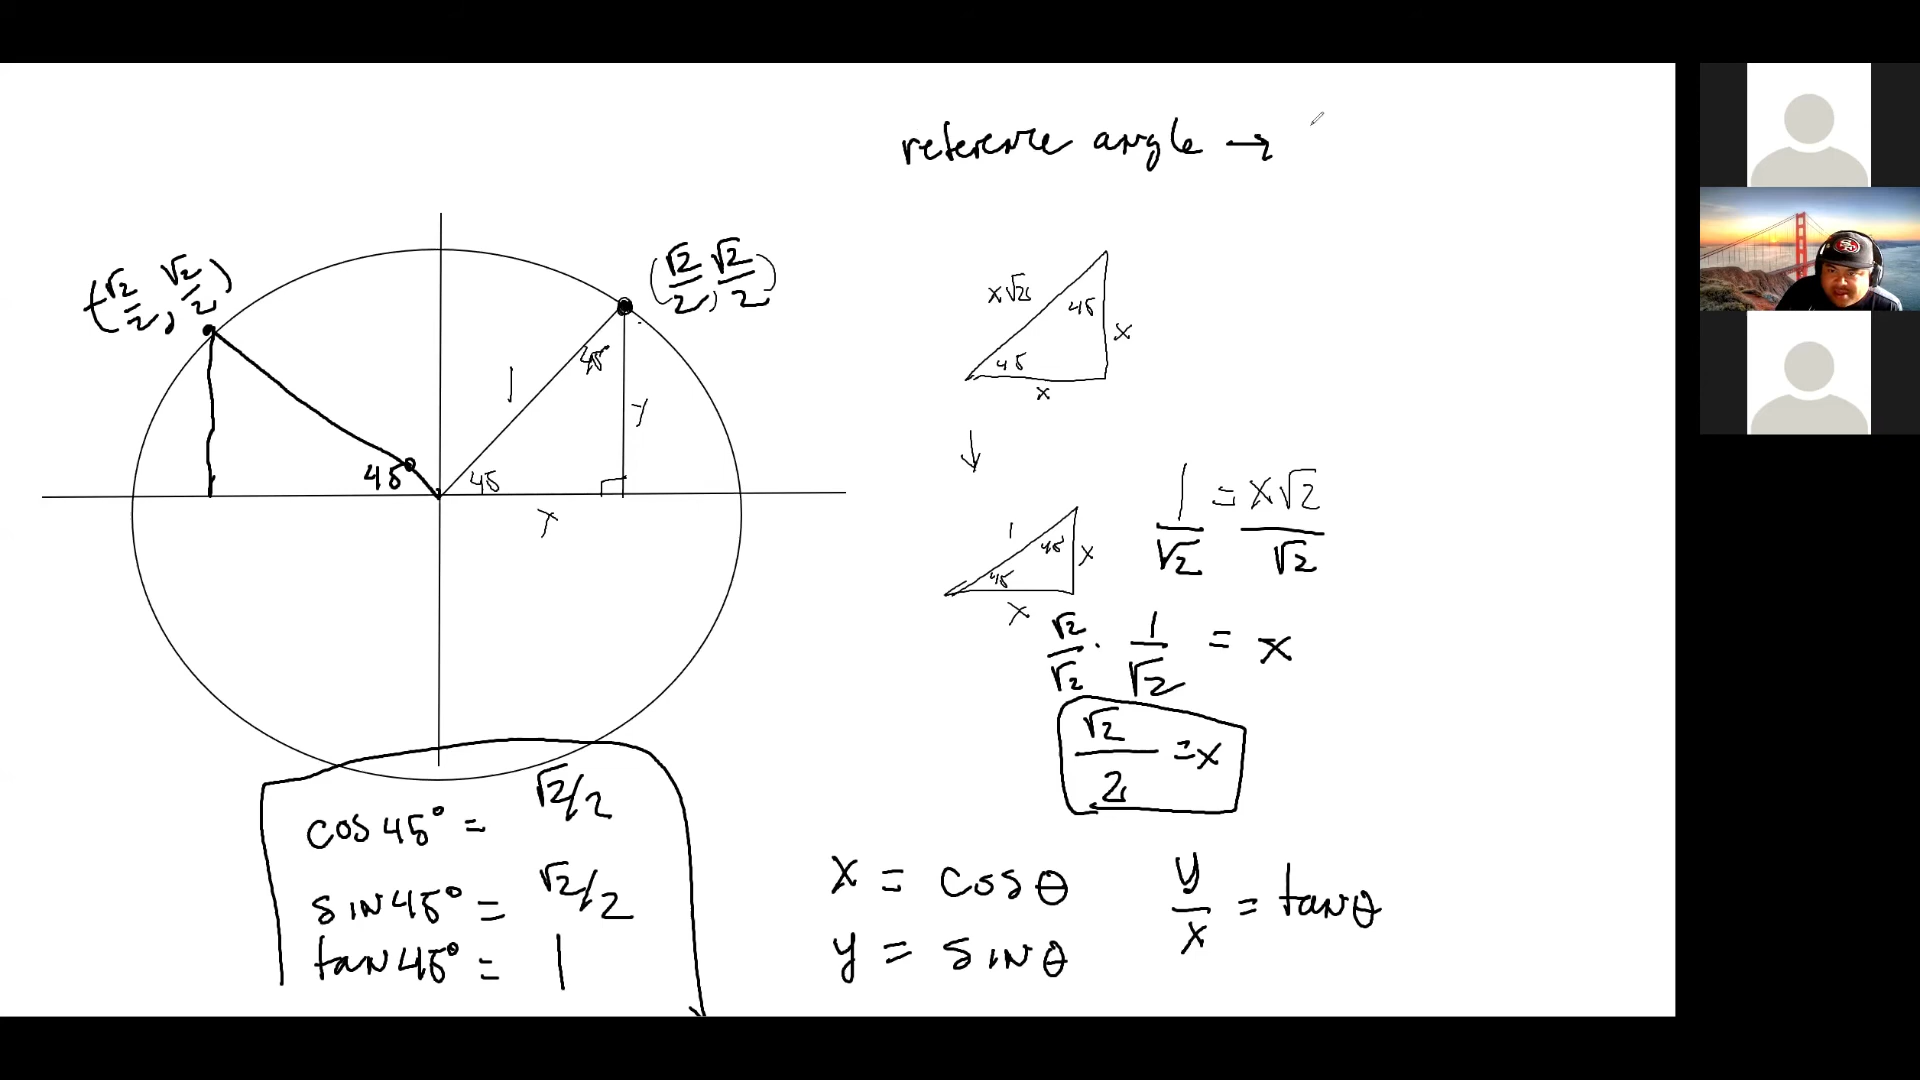 reference angle →
(-√2/2, √2/2)
(√2/2, √2/2)
1
45
y
45
45
x
x√2
45
45
x
x
↓
1
45
45
x
x
1/√2 = x√2/√2
√2/√2 · 1/√2 = x
√2/2 = x
cos 45° = √2/2
sin 45° = √2/2
tan 45° = 1
x = cos θ
y = sin θ
y/x = tan θ